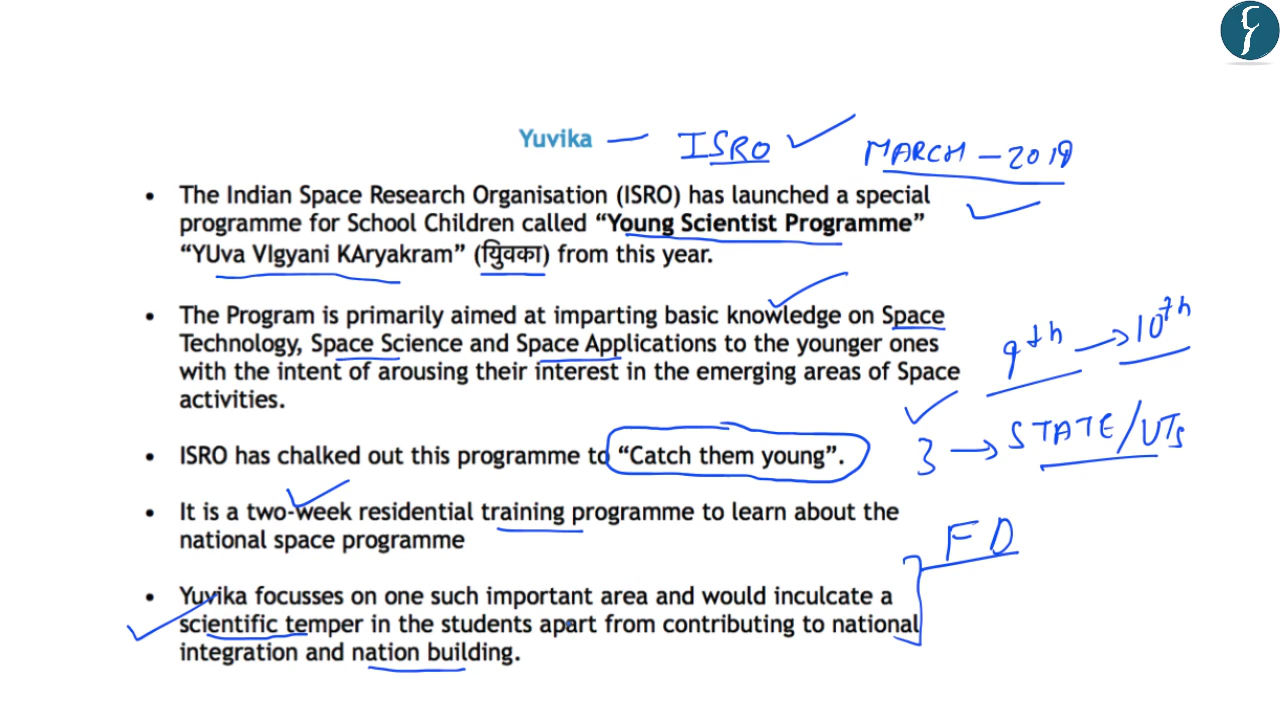 Yuvika — ISRO MARCH - 2019
• The Indian Space Research Organisation (ISRO) has launched a special
programme for School Children called “Young Scientist Programme”
“YUva VIgyani KAryakram” (युिवका) from this year.
• The Program is primarily aimed at imparting basic knowledge on Space
Technology, Space Science and Space Applications to the younger ones
with the intent of arousing their interest in the emerging areas of Space
activities.
9th → 10th
• ISRO has chalked out this programme to “Catch them young”.
3 → STATE/UTs
• It is a two-week residential training programme to learn about the
national space programme
FD
• Yuvika focusses on one such important area and would inculcate a
scientific temper in the students apart from contributing to national
integration and nation building.